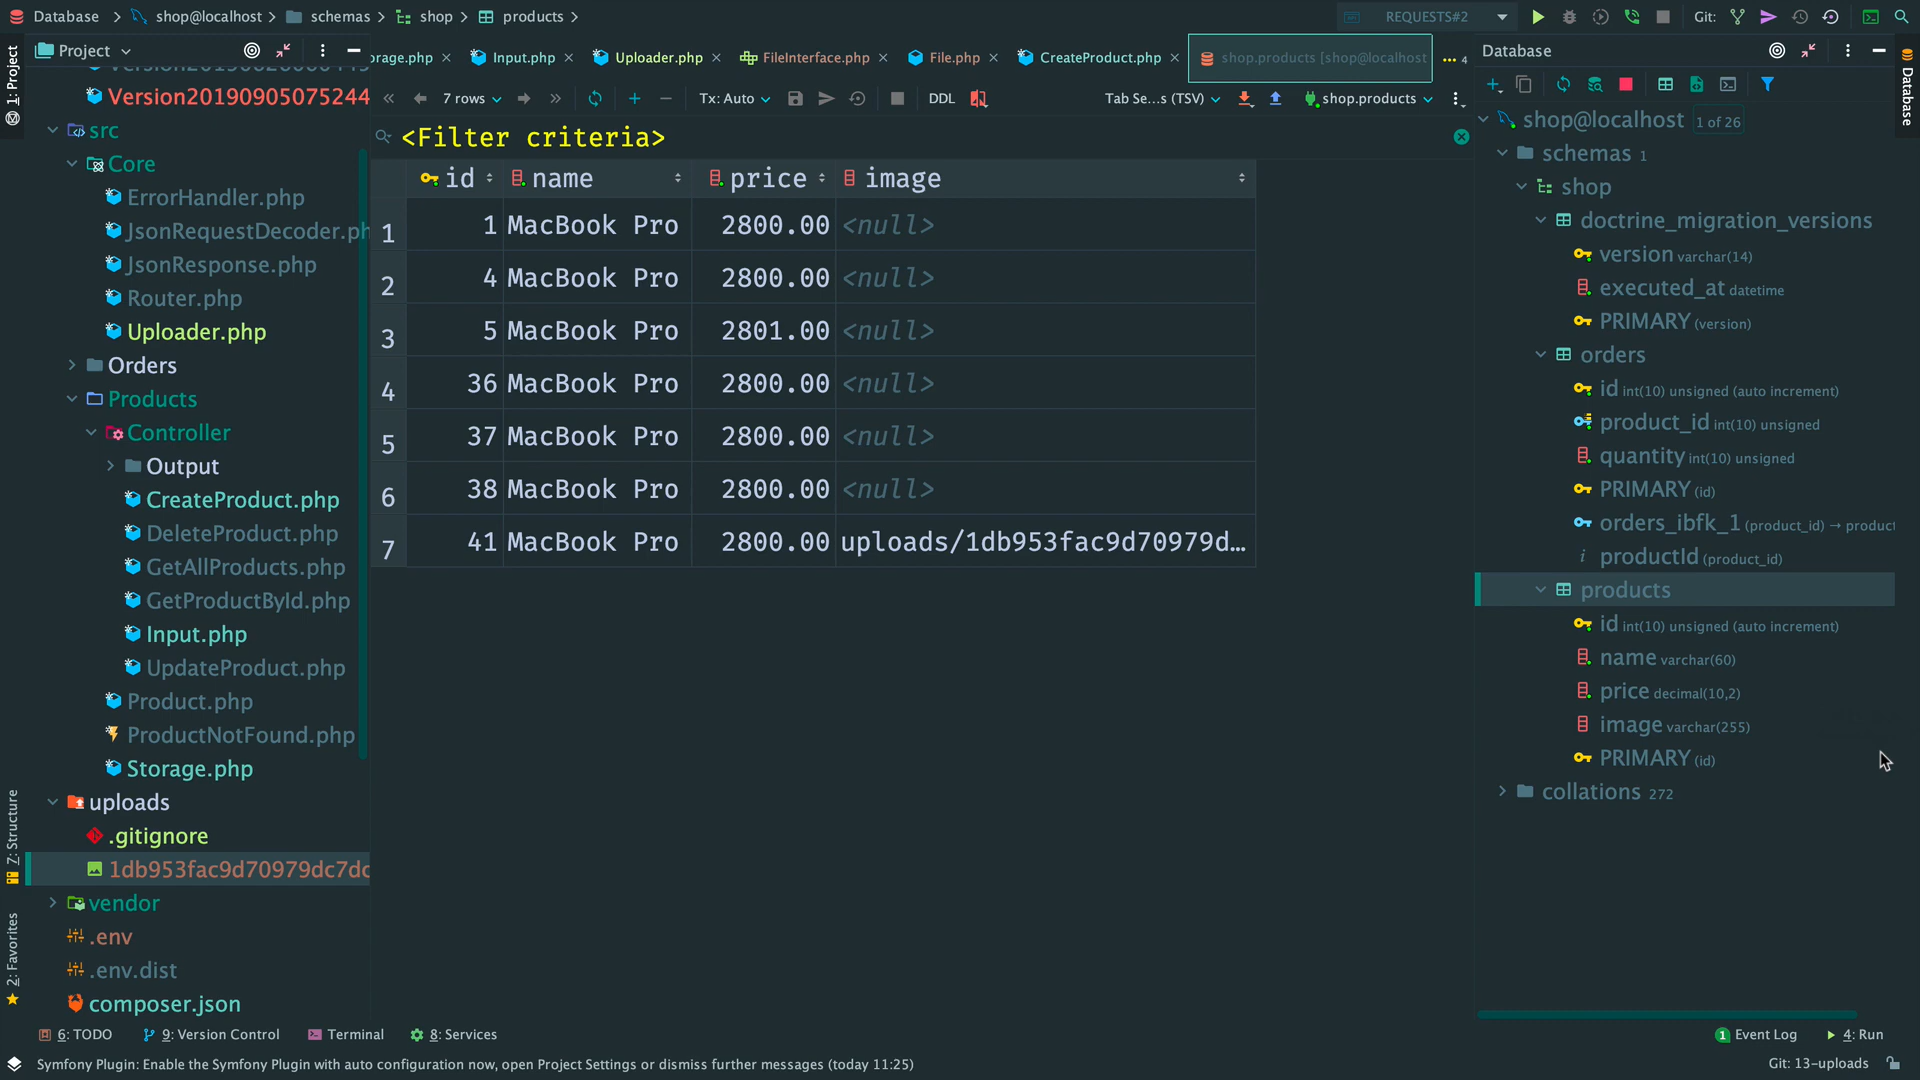 Database
shop@localhost
schemas
shop
products
REQUESTS#2
Git:
1: Project
Project
Version20190905075244
src
Core
ErrorHandler.php
JsonRequestDecoder.ph
JsonResponse.php
Router.php
Uploader.php
Orders
Products
Controller
Output
CreateProduct.php
DeleteProduct.php
GetAllProducts.php
GetProductById.php
Input.php
UpdateProduct.php
Product.php
ProductNotFound.php
Storage.php
uploads
.gitignore
1db953fac9d70979dc7dc
vendor
.env
.env.dist
composer.json
Z: Structure
2: Favorites
orage.php
Input.php
Uploader.php
FileInterface.php
File.php
CreateProduct.php
shop.products [shop@localhost
4
7 rows
Tx: Auto
DDL
Tab Se...s (TSV)
shop.products
<Filter criteria>
id name price image
1 1 MacBook Pro 2800.00 <null>
2 4 MacBook Pro 2800.00 <null>
3 5 MacBook Pro 2801.00 <null>
4 36 MacBook Pro 2800.00 <null>
5 37 MacBook Pro 2800.00 <null>
6 38 MacBook Pro 2800.00 <null>
7 41 MacBook Pro 2800.00 uploads/1db953fac9d70979d...
Database
Database
shop@localhost 1 of 26
schemas 1
shop
doctrine_migration_versions
version varchar(14)
executed_at datetime
PRIMARY (version)
orders
id int(10) unsigned (auto increment)
product_id int(10) unsigned
quantity int(10) unsigned
PRIMARY (id)
orders_ibfk_1 (product_id) → product
productId (product_id)
products
id int(10) unsigned (auto increment)
name varchar(60)
price decimal(10,2)
image varchar(255)
PRIMARY (id)
collations 272
6: TODO
9: Version Control
Terminal
8: Services
1 Event Log
4: Run
Symfony Plugin: Enable the Symfony Plugin with auto configuration now, open Project Settings or dismiss further messages (today 11:25)
Git: 13-uploads